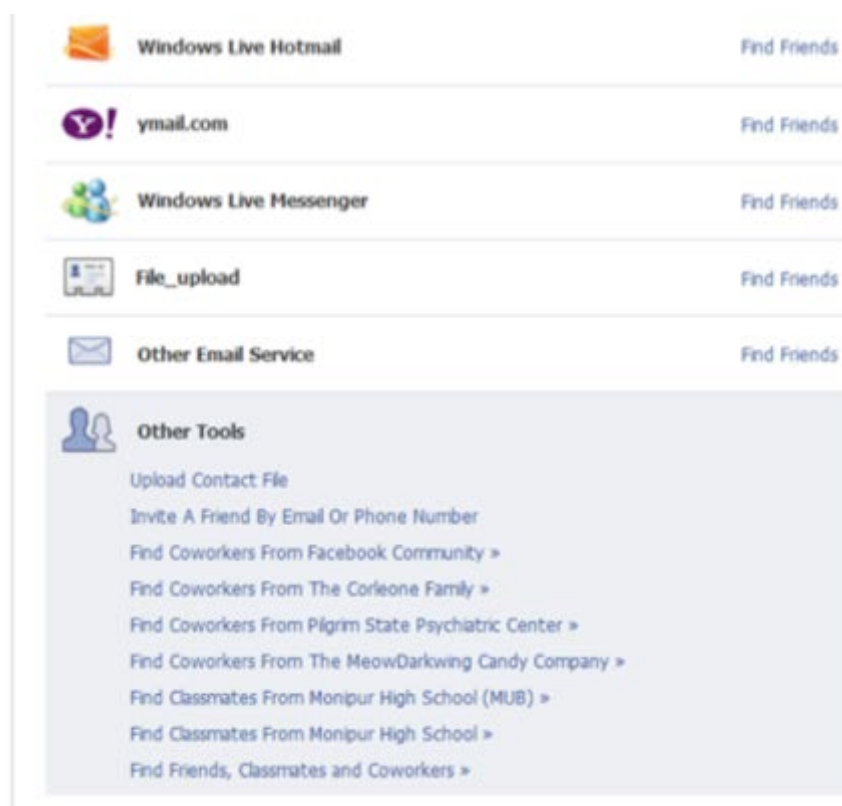 Windows Live Hotmail Find Friends
Y! ymail.com Find Friends
Windows Live Messenger Find Friends
File_upload Find Friends
Other Email Service Find Friends
Other Tools
Upload Contact File
Invite A Friend By Email Or Phone Number
Find Coworkers From Facebook Community »
Find Coworkers From The Corleone Family »
Find Coworkers From Pilgrim State Psychiatric Center »
Find Coworkers From The MeowDarkwing Candy Company »
Find Classmates From Monipur High School (MUB) »
Find Classmates From Monipur High School »
Find Friends, Classmates and Coworkers »